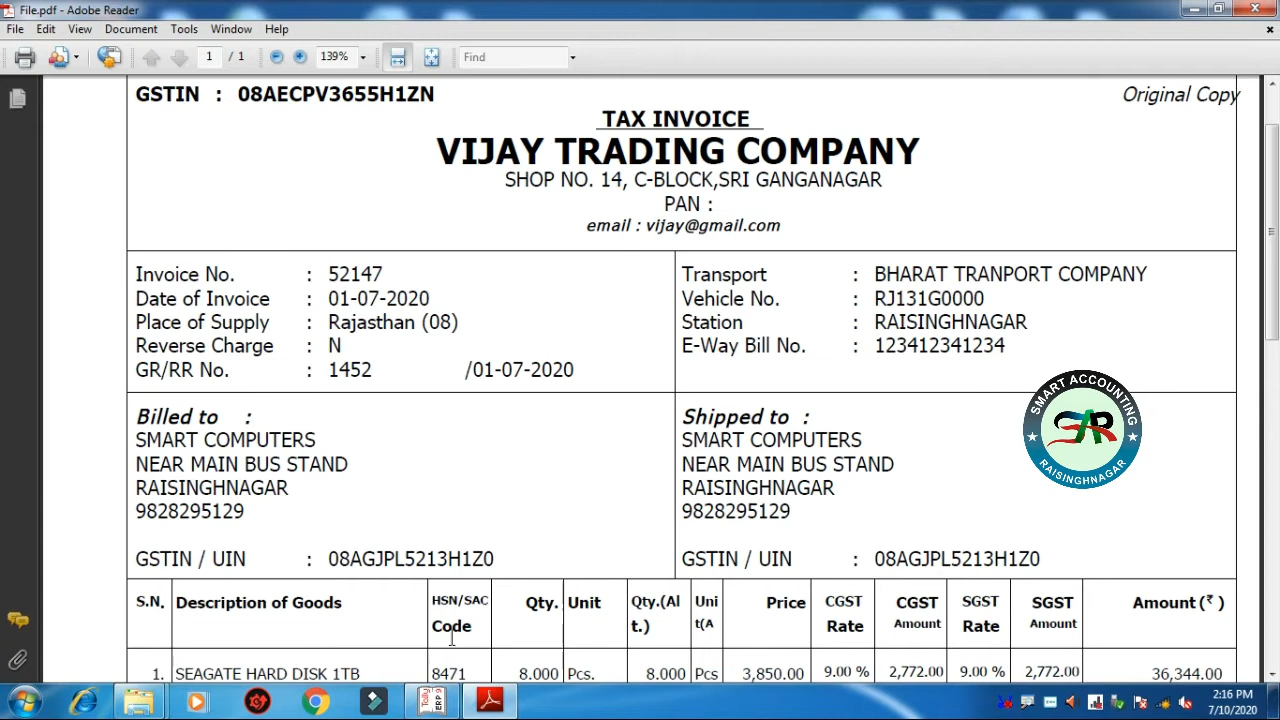 File.pdf - Adobe Reader
File Edit View Document Tools Window Help
1 / 1 139% Find
GSTIN : 08AECPV3655H1ZN Original Copy
TAX INVOICE
VIJAY TRADING COMPANY
SHOP NO. 14, C-BLOCK,SRI GANGANAGAR
PAN :
email : vijay@gmail.com
Invoice No. : 52147
Date of Invoice : 01-07-2020
Place of Supply : Rajasthan (08)
Reverse Charge : N
GR/RR No. : 1452 /01-07-2020
Transport : BHARAT TRANPORT COMPANY
Vehicle No. : RJ131G0000
Station : RAISINGHNAGAR
E-Way Bill No. : 123412341234
Billed to :
SMART COMPUTERS
NEAR MAIN BUS STAND
RAISINGHNAGAR
9828295129
GSTIN / UIN : 08AGJPL5213H1Z0
Shipped to :
SMART COMPUTERS
NEAR MAIN BUS STAND
RAISINGHNAGAR
9828295129
GSTIN / UIN : 08AGJPL5213H1Z0
SMART ACCOUNTING
SAR
RAISINGHNAGAR
S.N. Description of Goods HSN/SAC Qty. Unit Qty.(Al Uni Price CGST CGST SGST SGST Amount (₹ )
Code t.) t(A Rate Amount Rate Amount
1. SEAGATE HARD DISK 1TB 8471 8.000 Pcs. 8.000 Pcs 3,850.00 9.00 % 2,772.00 9.00 % 2,772.00 36,344.00
Tally
ERP 9
2:16 PM
7/10/2020